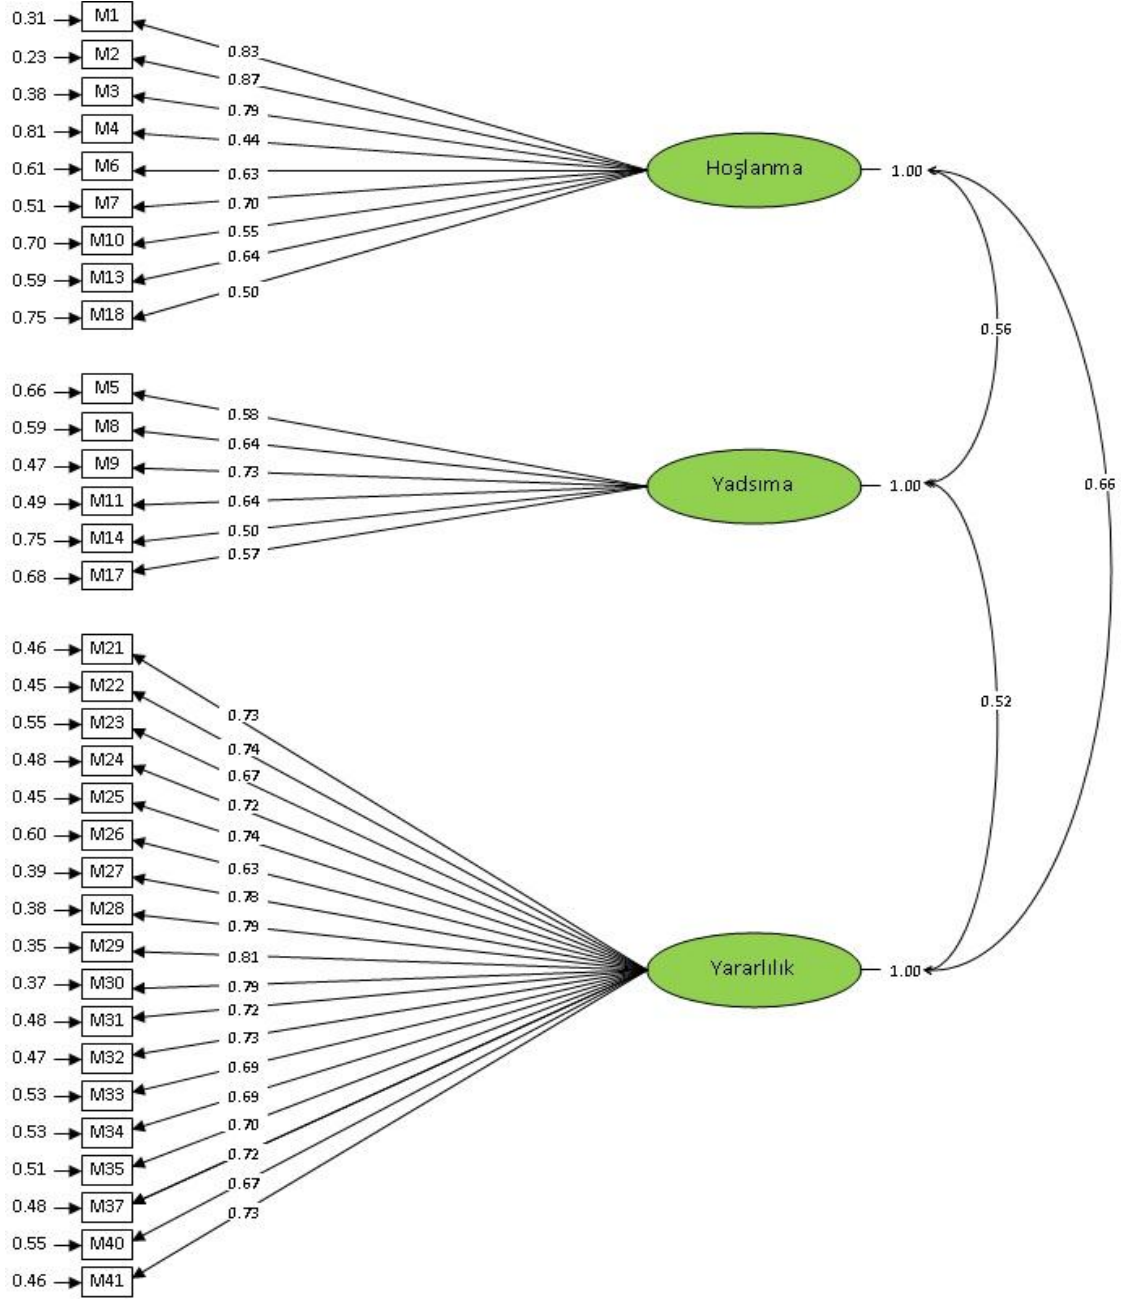 0.31 M1
0.83
0.23 M2
0.87
0.38 M3
0.79
0.81 M4
0.44
0.61 M6
0.63
Hoşlanma 1.00
0.51 M7
0.70
0.70 M10
0.55
0.59 M13
0.64
0.75 M18
0.50
0.56
0.66 M5
0.58
0.59 M8
0.64
0.47 M9
0.73
Yadsıma 1.00
0.66
0.49 M11
0.64
0.75 M14
0.50
0.68 M17
0.57
0.46 M21
0.73
0.52
0.45 M22
0.74
0.55 M23
0.67
0.48 M24
0.72
0.45 M25
0.74
0.60 M26
0.63
0.39 M27
0.78
0.38 M28
0.79
0.35 M29
0.81
Yararlılık 1.00
0.37 M30
0.79
0.48 M31
0.72
0.47 M32
0.73
0.53 M33
0.69
0.53 M34
0.69
0.51 M35
0.70
0.48 M37
0.72
0.55 M40
0.67
0.46 M41
0.73